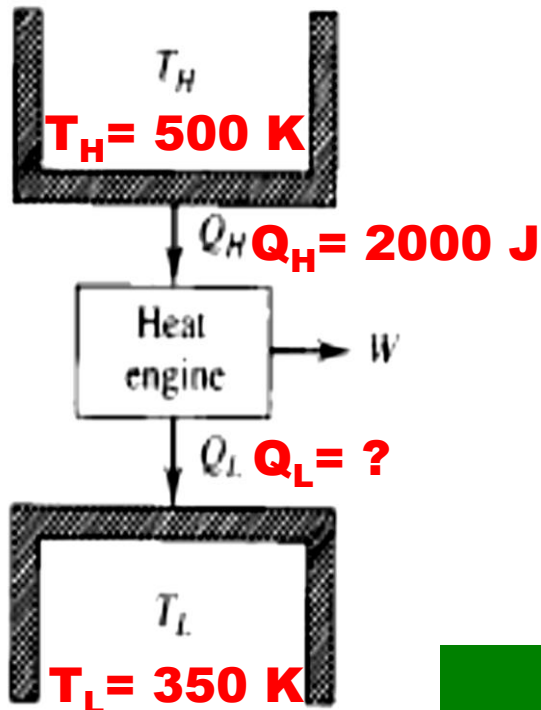 T_H
T_H= 500 K
Q_H Q_H= 2000 J
Heat
engine
W
Q_L Q_L= ?
T_L
T_L= 350 K